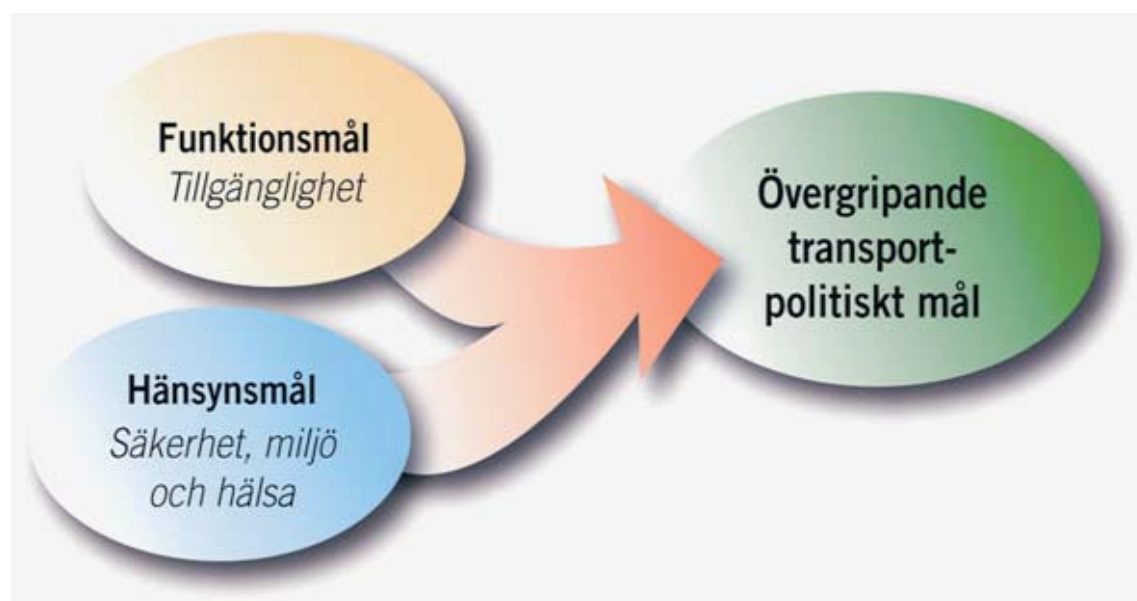 Funktionsmål
Tillgänglighet
Hänsynsmål
Säkerhet, miljö
och hälsa
Övergripande
transport-
politiskt mål